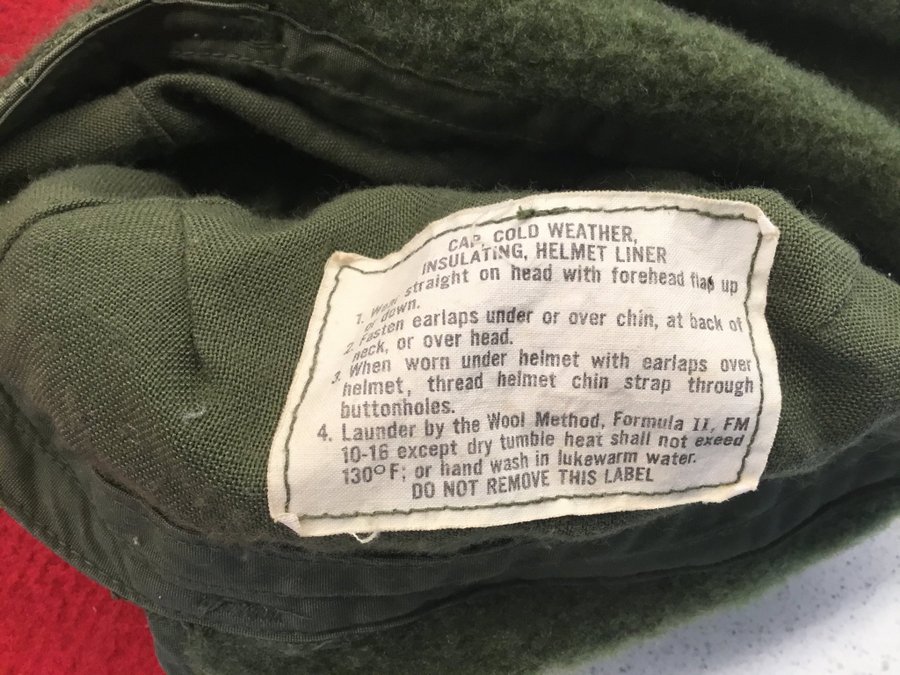 CAP, COLD WEATHER,
INSULATING, HELMET LINER
1. Wear straight on head with forehead flap up
or down.
2. Fasten earlaps under or over chin, at back of
neck, or over head.
3. When worn under helmet with earlaps over
helmet, thread helmet chin strap through
buttonholes.
4. Launder by the Wool Method, Formula II, FM
10-16 except dry tumble heat shall not exeed
130°F; or hand wash in lukewarm water.
DO NOT REMOVE THIS LABEL